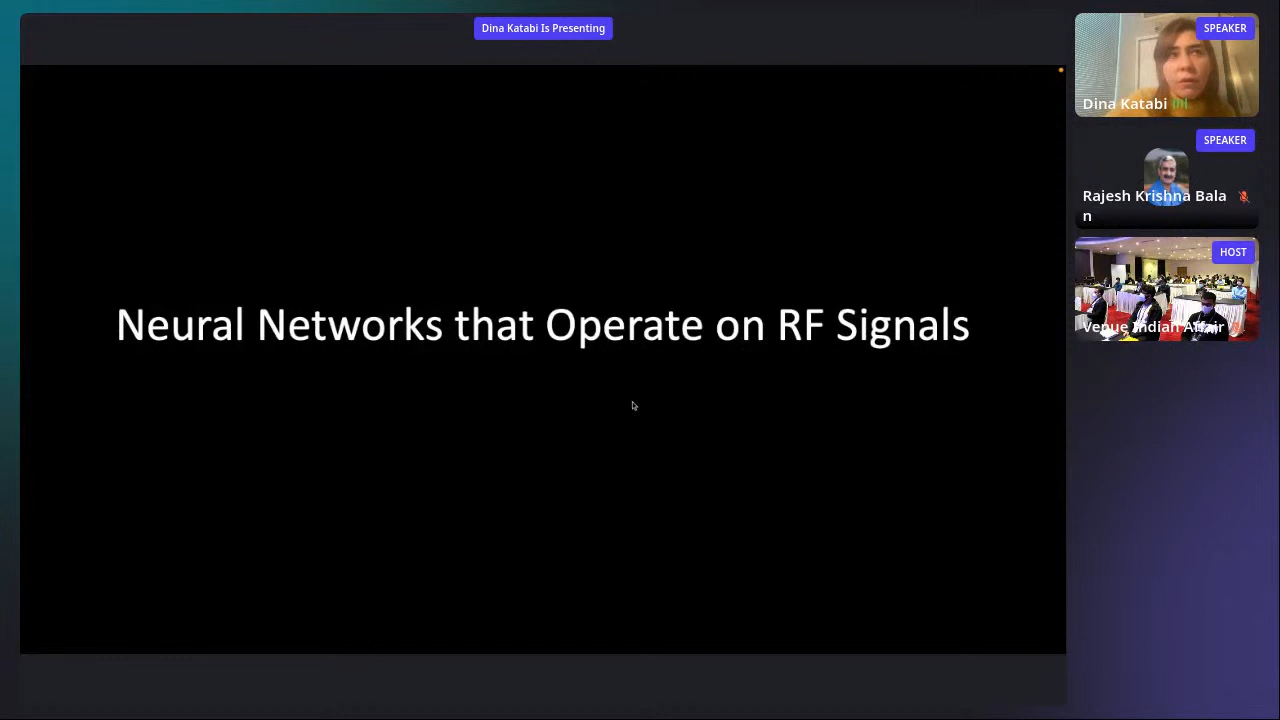 Dina Katabi Is Presenting
Neural Networks that Operate on RF Signals
SPEAKER
Dina Katabi
SPEAKER
Rajesh Krishna Bala
n
HOST
Venue Indian Affair